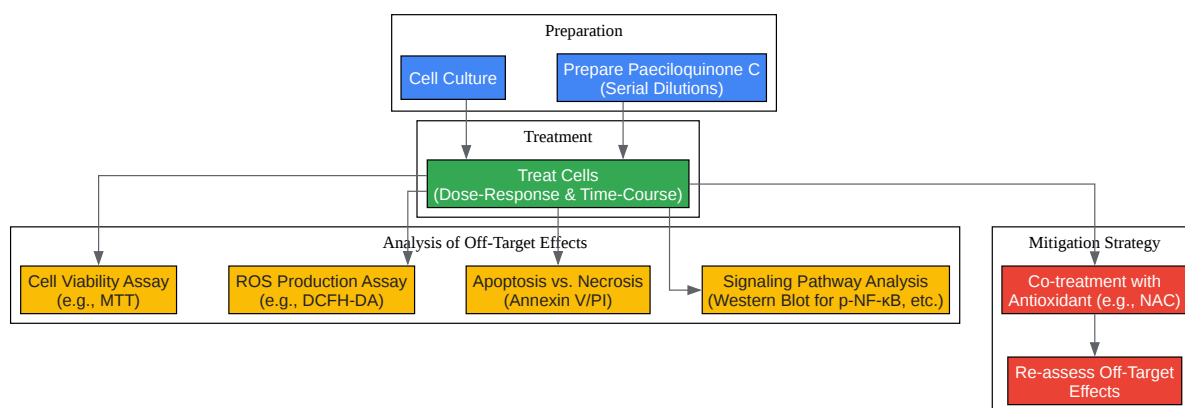 Preparation
Cell Culture
Prepare Paeciloquinone C
(Serial Dilutions)
Treatment
Treat Cells
(Dose-Response & Time-Course)
Analysis of Off-Target Effects
Cell Viability Assay
(e.g., MTT)
ROS Production Assay
(e.g., DCFH-DA)
Apoptosis vs. Necrosis
(Annexin V/PI)
Signaling Pathway Analysis
(Western Blot for p-NF-κB, etc.)
Mitigation Strategy
Co-treatment with
Antioxidant (e.g., NAC)
Re-assess Off-Target
Effects